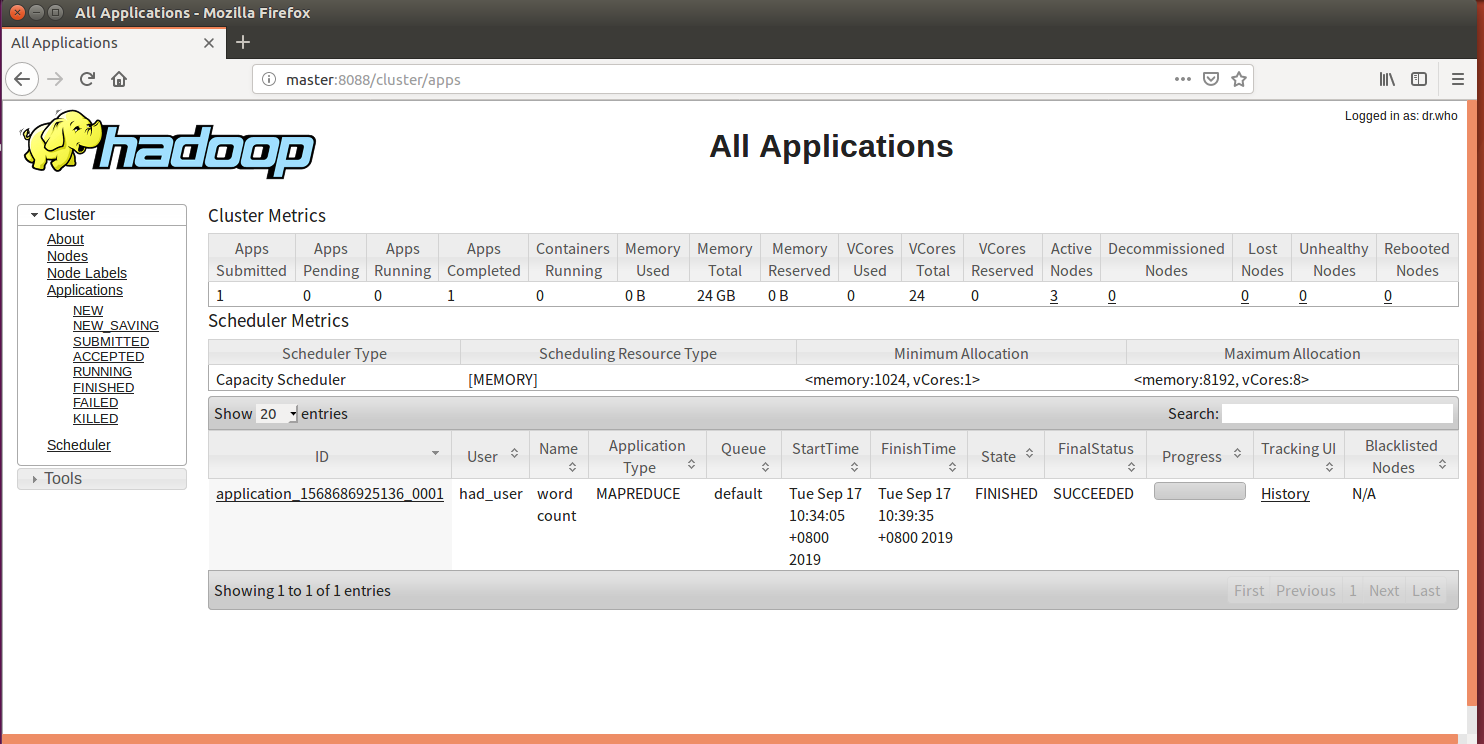 All Applications - Mozilla Firefox
All Applications
master:8088/cluster/apps
hadoop
All Applications
Logged in as: dr.who
Cluster
About
Nodes
Node Labels
Applications
NEW
NEW_SAVING
SUBMITTED
ACCEPTED
RUNNING
FINISHED
FAILED
KILLED
Scheduler
Tools
Cluster Metrics
Apps Submitted Apps Pending Apps Running Apps Completed Containers Running Memory Used Memory Total Memory Reserved VCores Used VCores Total VCores Reserved Active Nodes Decommissioned Nodes Lost Nodes Unhealthy Nodes Rebooted Nodes
1 0 0 1 0 0 B 24 GB 0 B 0 24 0 3 0 0 0 0
Scheduler Metrics
Scheduler Type Scheduling Resource Type Minimum Allocation Maximum Allocation
Capacity Scheduler [MEMORY] <memory:1024, vCores:1> <memory:8192, vCores:8>
Show 20 entries Search:
ID User Name Application Type Queue StartTime FinishTime State FinalStatus Progress Tracking UI Blacklisted Nodes
application_1568686925136_0001 had_user word count MAPREDUCE default Tue Sep 17 10:34:05 +0800 2019 Tue Sep 17 10:39:35 +0800 2019 FINISHED SUCCEEDED History N/A
Showing 1 to 1 of 1 entries First Previous 1 Next Last